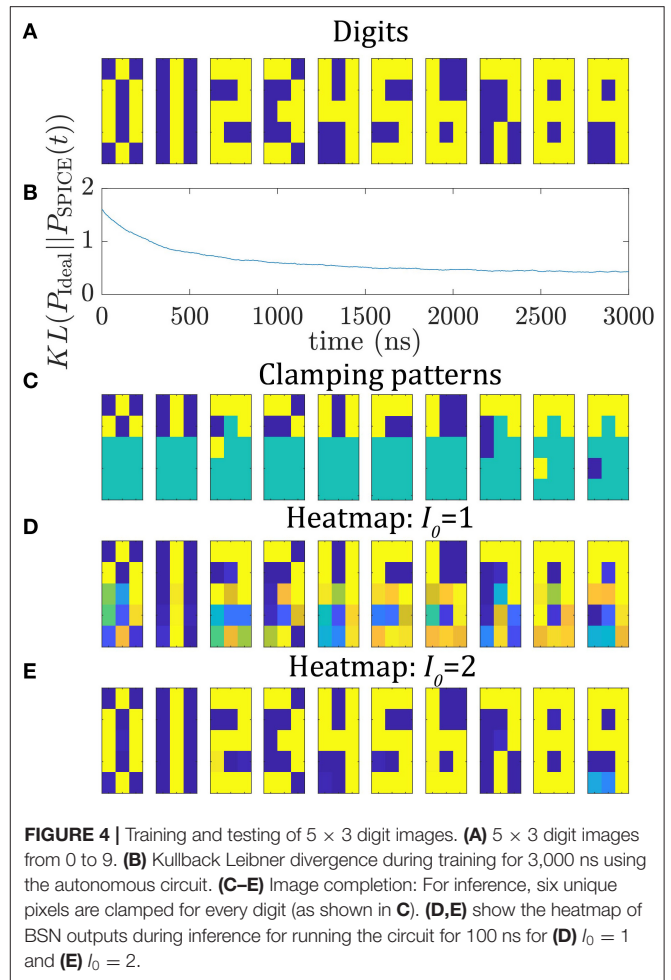 A
Digits
B
KL(P_Ideal||P_SPICE(t))
2
1
0
0 500 1000 1500 2000 2500 3000
time (ns)
C
Clamping patterns
D
Heatmap: I_0=1
E
Heatmap: I_0=2
FIGURE 4 | Training and testing of 5 × 3 digit images. (A) 5 × 3 digit images
from 0 to 9. (B) Kullback Leibner divergence during training for 3,000 ns using
the autonomous circuit. (C–E) Image completion: For inference, six unique
pixels are clamped for every digit (as shown in C). (D,E) show the heatmap of
BSN outputs during inference for running the circuit for 100 ns for (D) I₀ = 1
and (E) I₀ = 2.